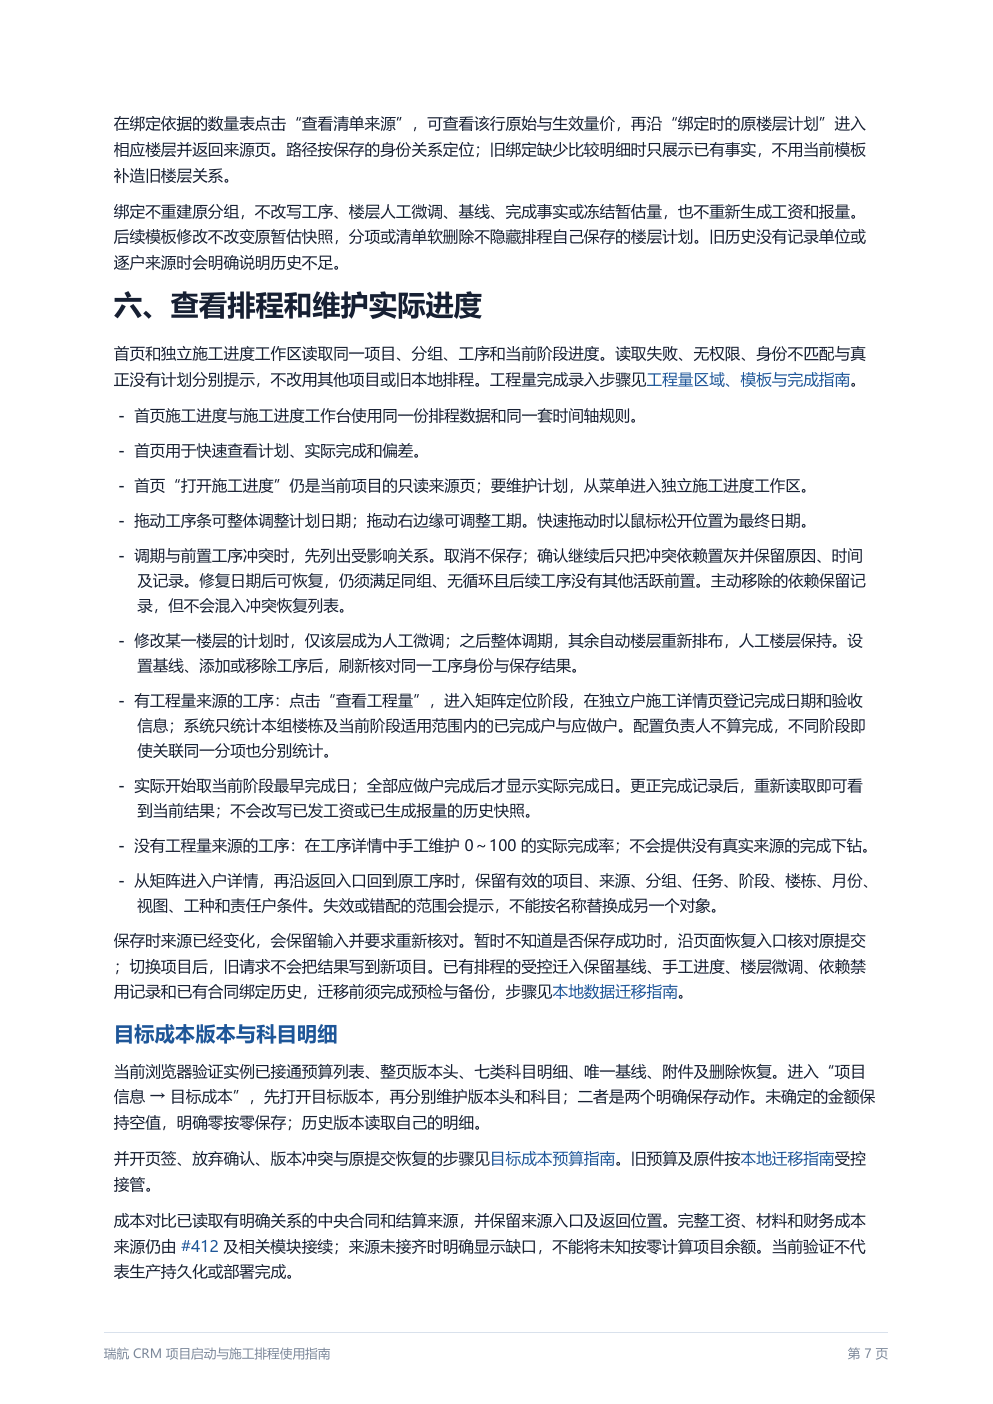 在绑定依据的数量表点击“查看清单来源”，可查看该行原始与生效量价，再沿“绑定时的原楼层计划”进入
相应楼层并返回来源页。路径按保存的身份关系定位；旧绑定缺少比较明细时只展示已有事实，不用当前模板
补造旧楼层关系。
绑定不重建原分组，不改写工序、楼层人工微调、基线、完成事实或冻结暂估量，也不重新生成工资和报量。
后续模板修改不改变原暂估快照，分项或清单软删除不隐藏排程自己保存的楼层计划。旧历史没有记录单位或
逐户来源时会明确说明历史不足。
六、查看排程和维护实际进度
首页和独立施工进度工作区读取同一项目、分组、工序和当前阶段进度。读取失败、无权限、身份不匹配与真
正没有计划分别提示，不改用其他项目或旧本地排程。工程量完成录入步骤见工程量区域、模板与完成指南。
- 首页施工进度与施工进度工作台使用同一份排程数据和同一套时间轴规则。
- 首页用于快速查看计划、实际完成和偏差。
- 首页“打开施工进度”仍是当前项目的只读来源页；要维护计划，从菜单进入独立施工进度工作区。
- 拖动工序条可整体调整计划日期；拖动右边缘可调整工期。快速拖动时以鼠标松开位置为最终日期。
- 调期与前置工序冲突时，先列出受影响关系。取消不保存；确认继续后只把冲突依赖置灰并保留原因、时间
及记录。修复日期后可恢复，仍须满足同组、无循环且后续工序没有其他活跃前置。主动移除的依赖保留记
录，但不会混入冲突恢复列表。
- 修改某一楼层的计划时，仅该层成为人工微调；之后整体调期，其余自动楼层重新排布，人工楼层保持。设
置基线、添加或移除工序后，刷新核对同一工序身份与保存结果。
- 有工程量来源的工序：点击“查看工程量”，进入矩阵定位阶段，在独立户施工详情页登记完成日期和验收
信息；系统只统计本组楼栋及当前阶段适用范围内的已完成户与应做户。配置负责人不算完成，不同阶段即
使关联同一分项也分别统计。
- 实际开始取当前阶段最早完成日；全部应做户完成后才显示实际完成日。更正完成记录后，重新读取即可看
到当前结果；不会改写已发工资或已生成报量的历史快照。
- 没有工程量来源的工序：在工序详情中手工维护 0～100 的实际完成率；不会提供没有真实来源的完成下钻。
- 从矩阵进入户详情，再沿返回入口回到原工序时，保留有效的项目、来源、分组、任务、阶段、楼栋、月份、
视图、工种和责任户条件。失效或错配的范围会提示，不能按名称替换成另一个对象。
保存时来源已经变化，会保留输入并要求重新核对。暂时不知道是否保存成功时，沿页面恢复入口核对原提交
；切换项目后，旧请求不会把结果写到新项目。已有排程的受控迁入保留基线、手工进度、楼层微调、依赖禁
用记录和已有合同绑定历史，迁移前须完成预检与备份，步骤见本地数据迁移指南。
目标成本版本与科目明细
当前浏览器验证实例已接通预算列表、整页版本头、七类科目明细、唯一基线、附件及删除恢复。进入“项目
信息 → 目标成本”，先打开目标版本，再分别维护版本头和科目；二者是两个明确保存动作。未确定的金额保
持空值，明确零按零保存；历史版本读取自己的明细。
并开页签、放弃确认、版本冲突与原提交恢复的步骤见目标成本预算指南。旧预算及原件按本地迁移指南受控
接管。
成本对比已读取有明确关系的中央合同和结算来源，并保留来源入口及返回位置。完整工资、材料和财务成本
来源仍由 #412 及相关模块接续；来源未接齐时明确显示缺口，不能将未知按零计算项目余额。当前验证不代
表生产持久化或部署完成。
瑞航 CRM 项目启动与施工排程使用指南
第 7 页